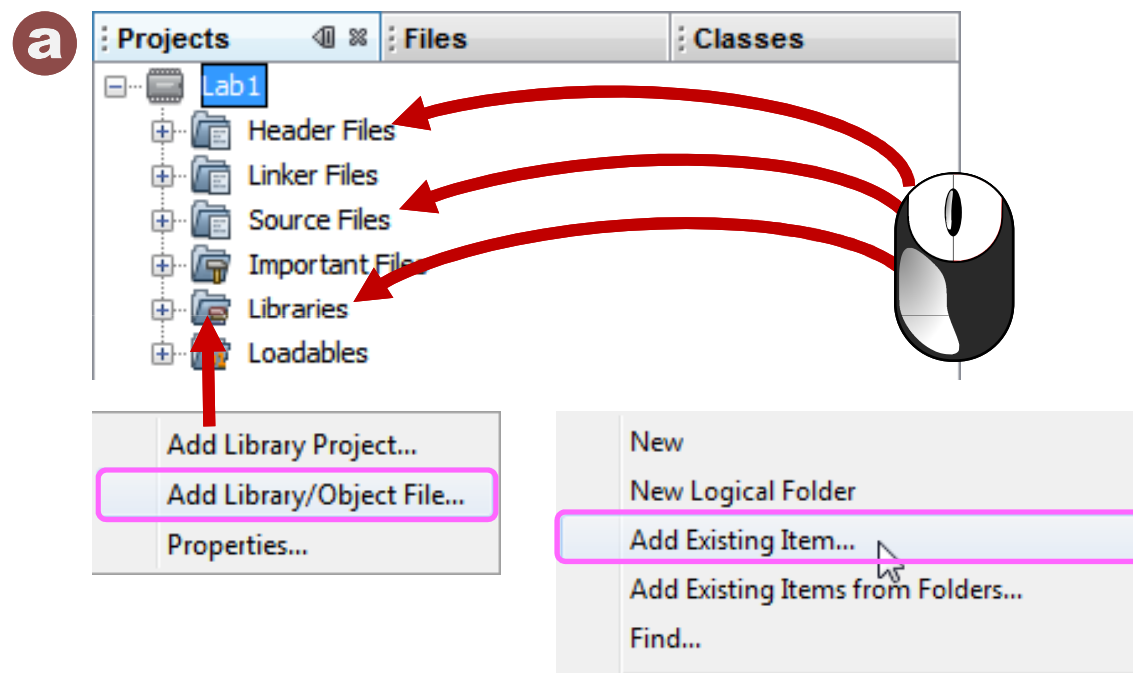 a
Projects
Files
Classes
Lab1
Header Files
Linker Files
Source Files
Important Files
Libraries
Loadables
Add Library Project...
Add Library/Object File...
Properties...
New
New Logical Folder
Add Existing Item...
Add Existing Items from Folders...
Find...